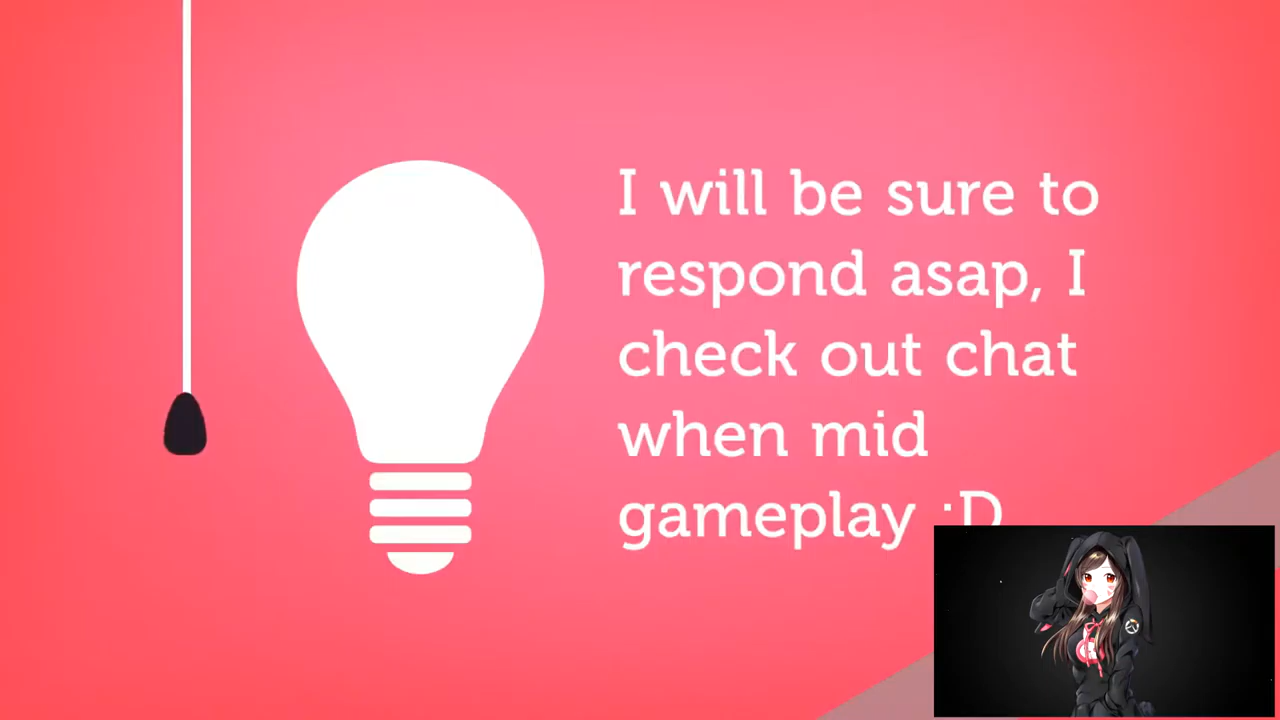 I will be sure to
respond asap, I
check out chat
when mid
gameplay :D